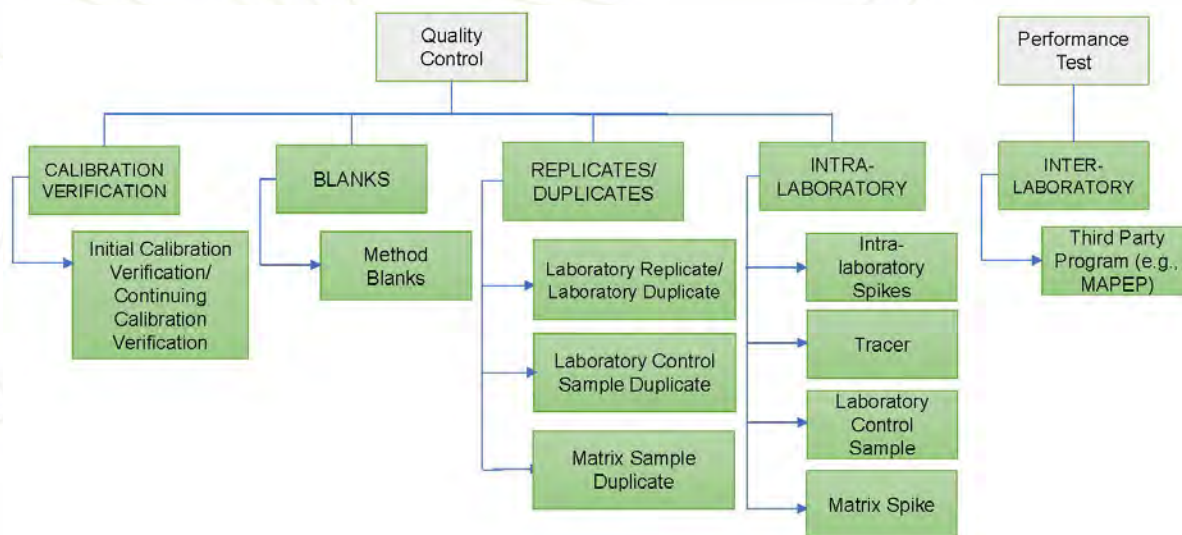 Quality
Control
Performance
Test
CALIBRATION
VERIFICATION
BLANKS
REPLICATES/
DUPLICATES
INTRA-
LABORATORY
INTER-
LABORATORY
Initial Calibration
Verification/
Continuing
Calibration
Verification
Method
Blanks
Laboratory Replicate/
Laboratory Duplicate
Laboratory Control
Sample Duplicate
Matrix Sample
Duplicate
Intra-
laboratory
Spikes
Tracer
Laboratory
Control
Sample
Matrix Spike
Third Party
Program (e.g.,
MAPEP)